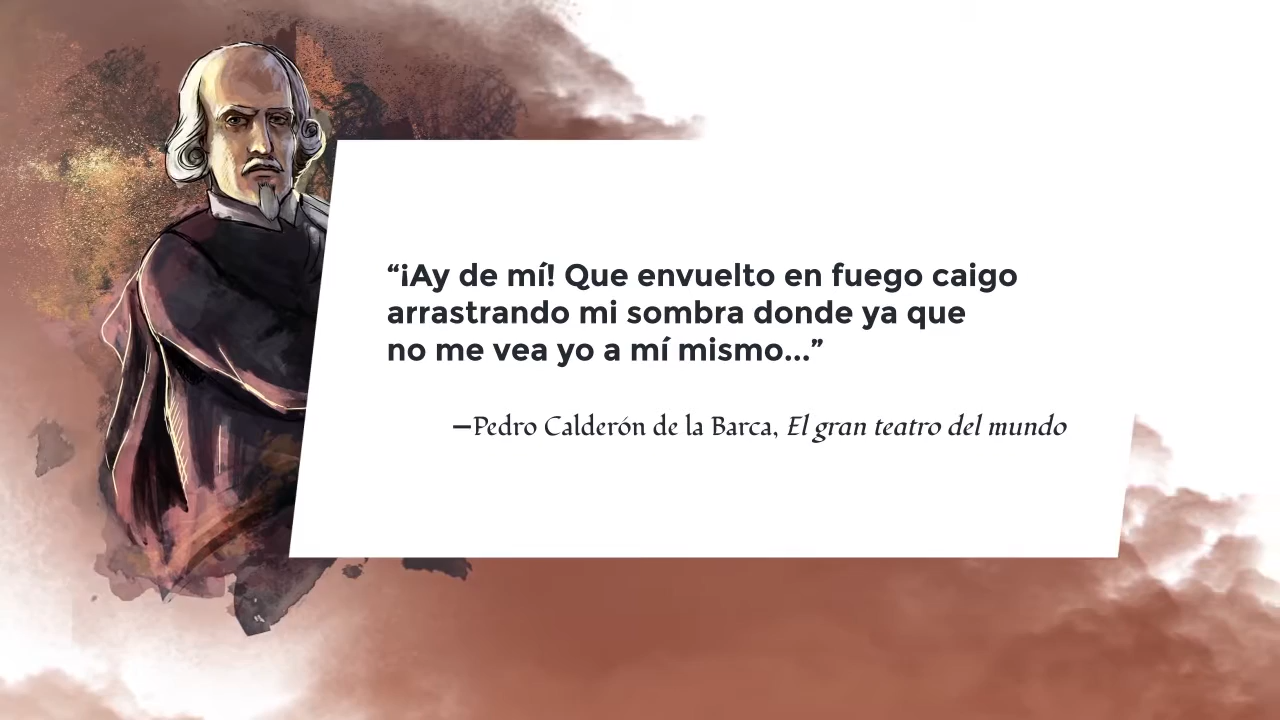 “¡Ay de mí! Que envuelto en fuego caigo
arrastrando mi sombra donde ya que
no me vea yo a mí mismo...”
—Pedro Calderón de la Barca, El gran teatro del mundo